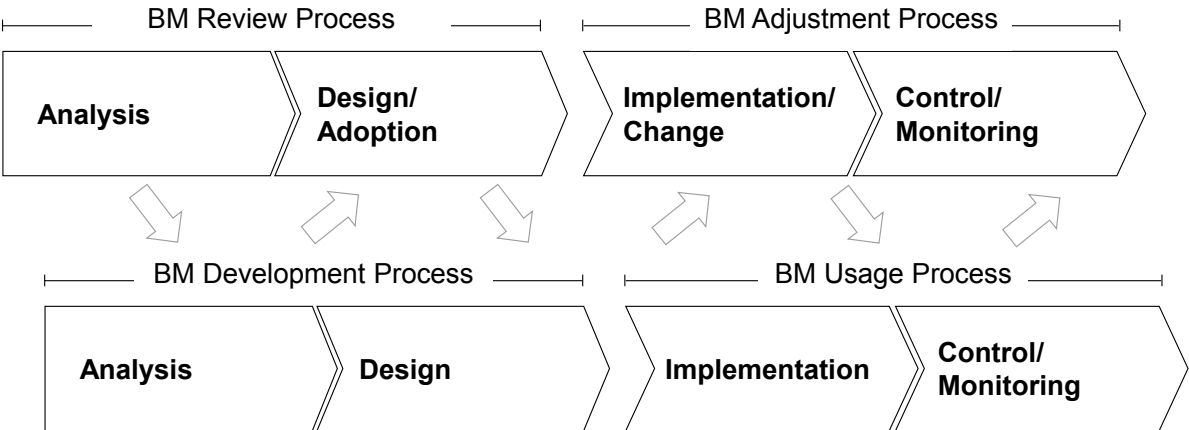 BM Review Process
BM Adjustment Process
Analysis
Design/
Adoption
Implementation/
Change
Control/
Monitoring
BM Development Process
BM Usage Process
Analysis
Design
Implementation
Control/
Monitoring